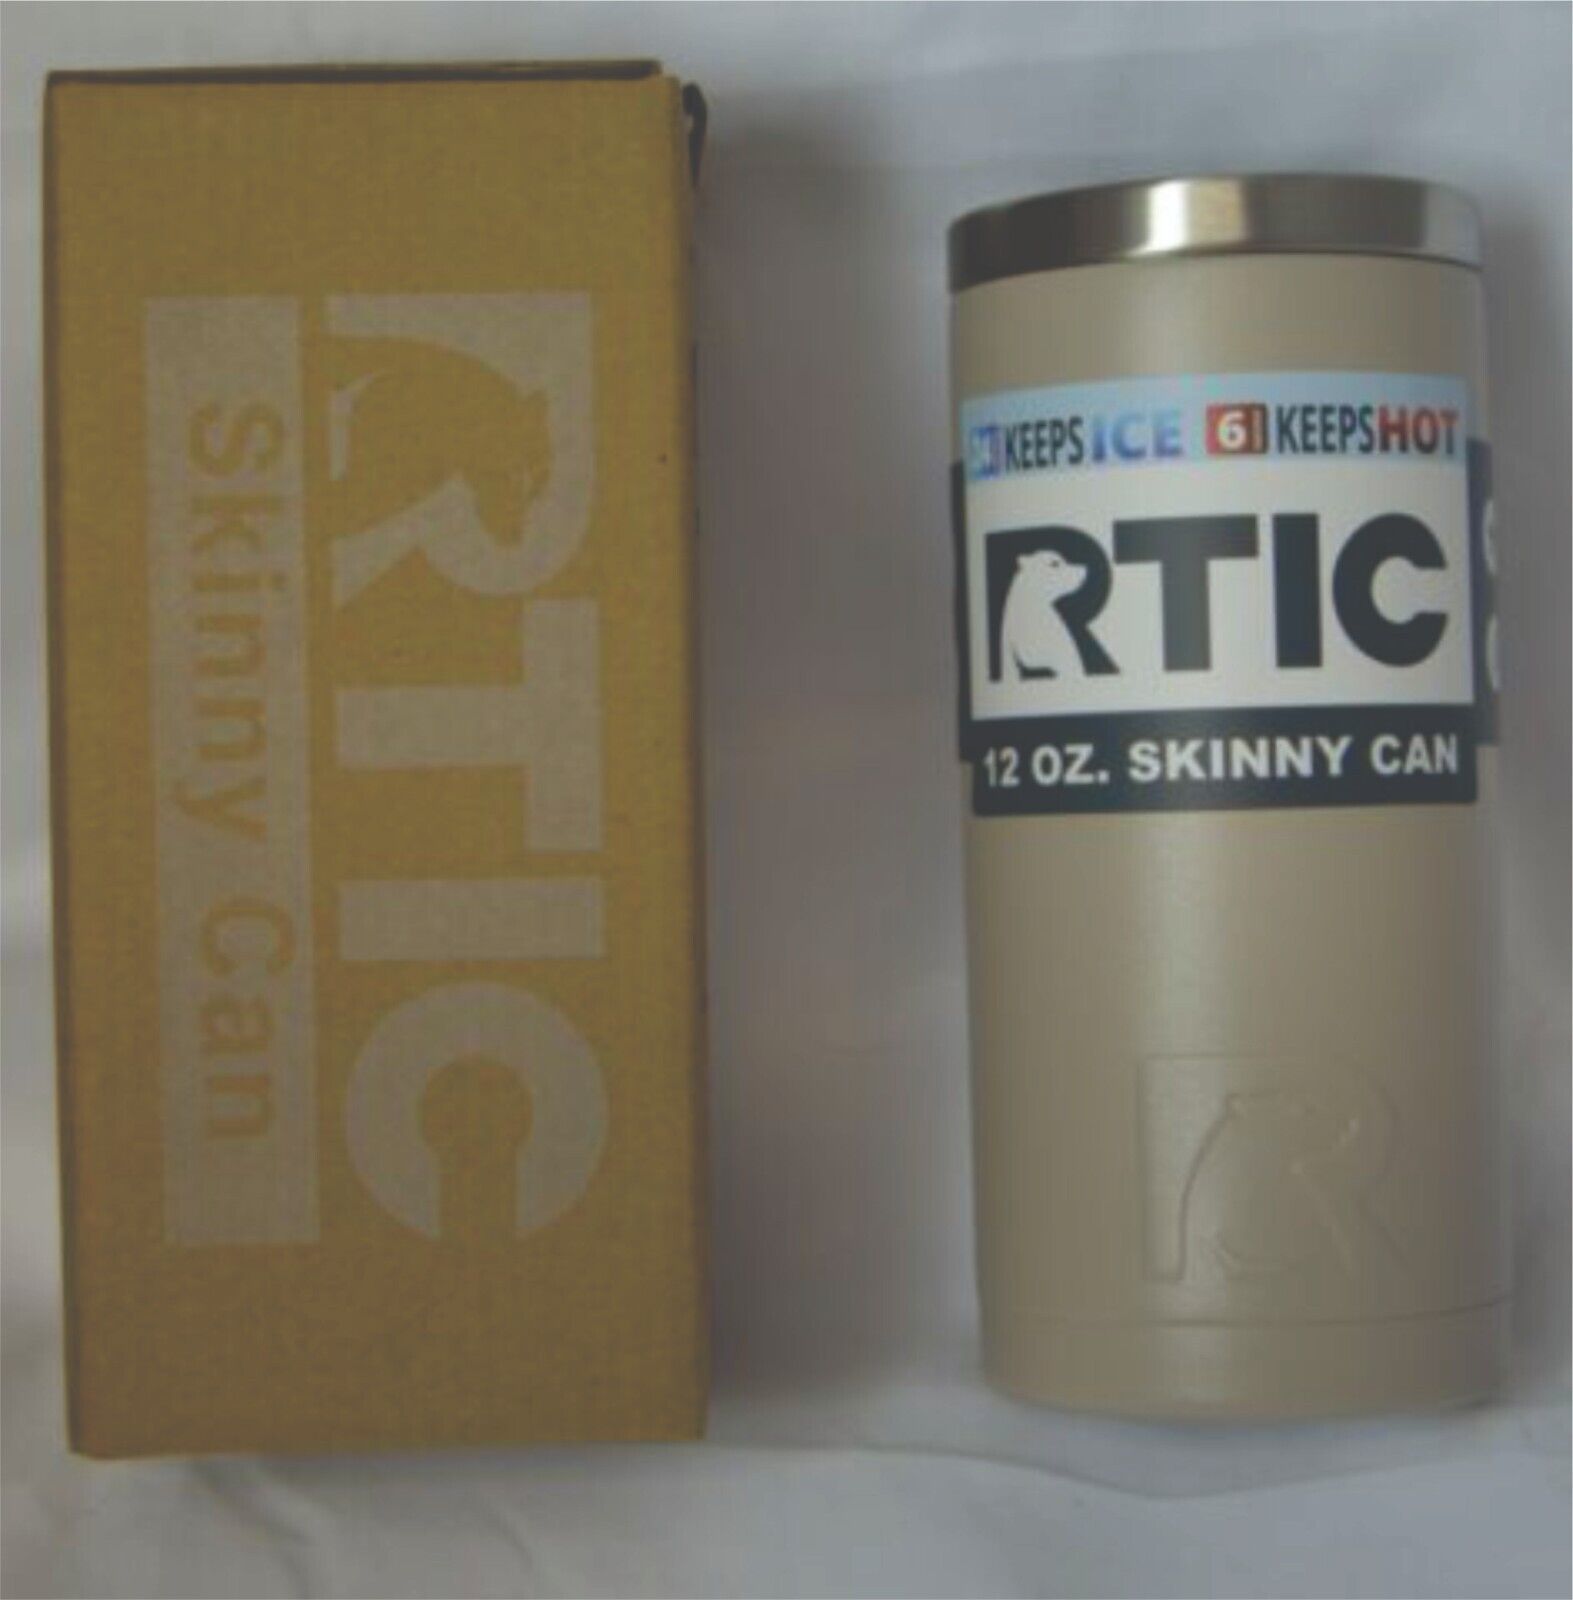 RTIC
Skinny Can
KEEPS ICE 6 KEEPS HOT
RTIC
12 OZ. SKINNY CAN
R